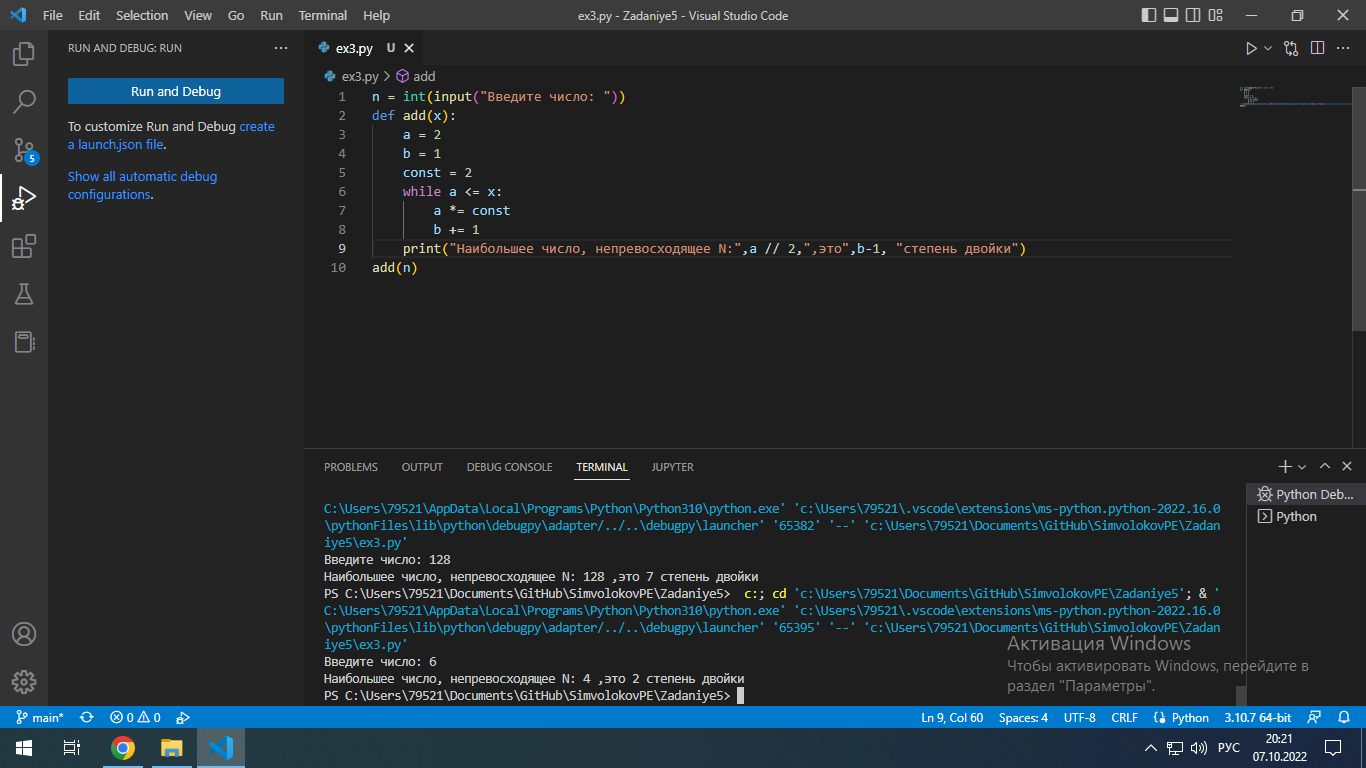 File Edit Selection View Go Run Terminal Help
ex3.py - Zadaniye5 - Visual Studio Code
RUN AND DEBUG: RUN
Run and Debug
To customize Run and Debug create
a launch.json file.
Show all automatic debug
configurations.
5
ex3.py U
ex3.py > add
1 n = int(input("Введите число: "))
2 def add(x):
3 a = 2
4 b = 1
5 const = 2
6 while a <= x:
7 a *= const
8 b += 1
9 print("Наибольшее число, непревосходящее N:",a // 2,",это",b-1, "степень двойки")
10 add(n)
PROBLEMS OUTPUT DEBUG CONSOLE TERMINAL JUPYTER
Python Deb...
Python
C:\Users\79521\AppData\Local\Programs\Python\Python310\python.exe' 'c:\Users\79521\.vscode\extensions\ms-python.python-2022.16.0
\pythonFiles\lib\python\debugpy\adapter/../..\debugpy\launcher' '65382' '--' 'c:\Users\79521\Documents\GitHub\SimvolokovPE\Zadan
iye5\ex3.py'
Введите число: 128
Наибольшее число, непревосходящее N: 128 ,это 7 степень двойки
PS C:\Users\79521\Documents\GitHub\SimvolokovPE\Zadaniye5> c:; cd 'c:\Users\79521\Documents\GitHub\SimvolokovPE\Zadaniye5'; & '
C:\Users\79521\AppData\Local\Programs\Python\Python310\python.exe' 'c:\Users\79521\.vscode\extensions\ms-python.python-2022.16.0
\pythonFiles\lib\python\debugpy\adapter/../..\debugpy\launcher' '65395' '--' 'c:\Users\79521\Documents\GitHub\SimvolokovPE\Zadan
iye5\ex3.py'
Введите число: 6
Наибольшее число, непревосходящее N: 4 ,это 2 степень двойки
PS C:\Users\79521\Documents\GitHub\SimvolokovPE\Zadaniye5>
Активация Windows
Чтобы активировать Windows, перейдите в
раздел "Параметры".
main* 0 0 Ln 9, Col 60 Spaces: 4 UTF-8 CRLF Python 3.10.7 64-bit
РУС
20:21
07.10.2022